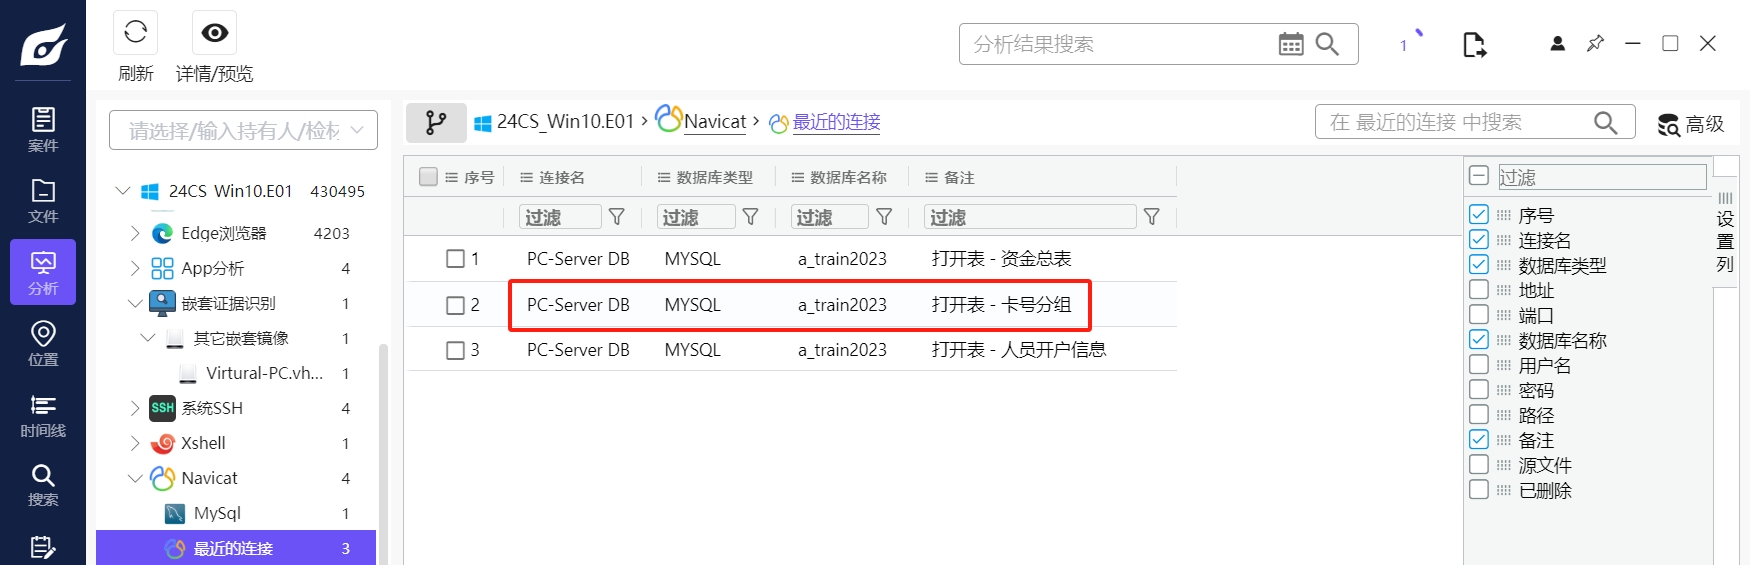 刷新
详情/预览
分析结果搜索
1
案件
文件
分析
位置
时间线
搜索
请选择/输入持有人/检材
24CS_Win10.E01 430495
Edge浏览器 4203
App分析 4
嵌套证据识别 1
其它嵌套镜像 1
Virtural-PC.vh... 1
SSH 系统SSH 4
Xshell 1
Navicat 4
MySql 1
最近的连接 3
24CS_Win10.E01 › Navicat › 最近的连接
在 最近的连接 中搜索
高级
序号 连接名 数据库类型 数据库名称 备注
过滤 过滤 过滤 过滤
1 PC-Server DB MYSQL a_train2023 打开表 - 资金总表
2 PC-Server DB MYSQL a_train2023 打开表 - 卡号分组
3 PC-Server DB MYSQL a_train2023 打开表 - 人员开户信息
过滤
序号
连接名
数据库类型
地址
端口
数据库名称
用户名
密码
路径
备注
源文件
已删除
设置列